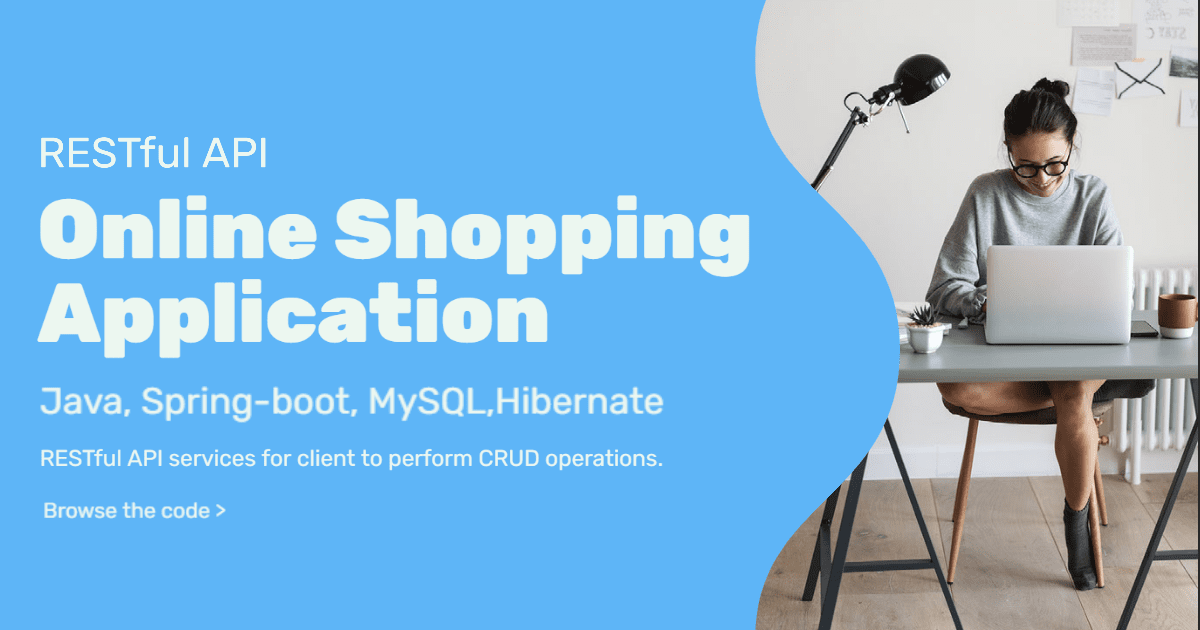 RESTful API
Online Shopping
Application
Java, Spring-boot, MySQL,Hibernate
RESTful API services for client to perform CRUD operations.
Browse the code >